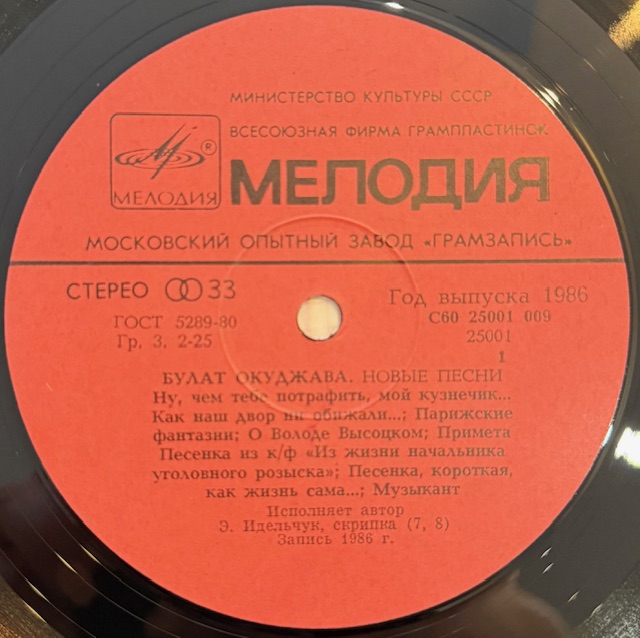 МИНИСТЕРСТВО КУЛЬТУРЫ СССР
ВСЕСОЮЗНАЯ ФИРМА ГРАМПЛАСТИНОК
® МЕЛОДИЯ
МЕЛОДИЯ
МОСКОВСКИЙ ОПЫТНЫЙ ЗАВОД «ГРАМЗАПИСЬ»
СТЕРЕО 33
Год выпуска 1986
ГОСТ 5289-80
С60 25001 009
Гр. 3. 2-25
25001
1
БУЛАТ ОКУДЖАВА. НОВЫЕ ПЕСНИ
Ну, чем тебе потрафить, мой кузнечик...
Как наш двор ни обижали...; Парижские
фантазии; О Володе Высоцком; Примета
Песенка из к/ф «Из жизни начальника
уголовного розыска»; Песенка, короткая,
как жизнь сама...; Музыкант
Исполняет автор
Э. Идельчук, скрипка (7, 8)
Запись 1986 г.